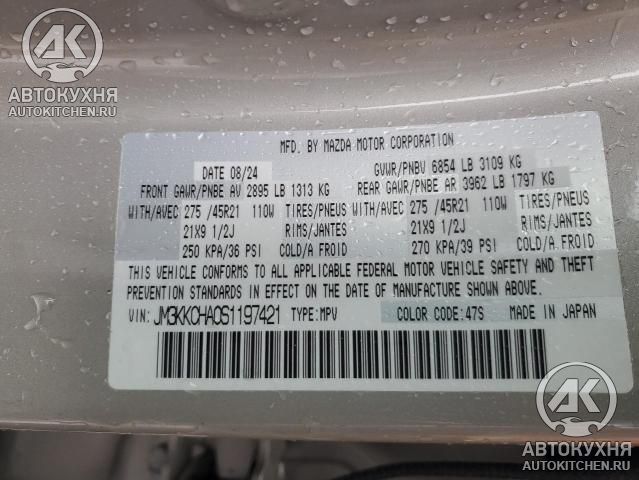 AK
АВТОКУХНЯ
AUTOKITCHEN.RU
MFD. BY MAZDA MOTOR CORPORATION
DATE 08/24 GVWR/PNBV 6854 LB 3109 KG
FRONT GAWR/PNBE AV 2895 LB 1313 KG REAR GAWR/PNBE AR 3962 LB 1797 KG
WITH/AVEC 275 /45R21 110W TIRES/PNEUS WITH/AVEC 275 /45R21 110W TIRES/PNEUS
21X9 1/2J RIMS/JANTES 21X9 1/2J RIMS/JANTES
250 KPA/36 PSI COLD/A FROID 270 KPA/39 PSI COLD/A FROID
THIS VEHICLE CONFORMS TO ALL APPLICABLE FEDERAL MOTOR VEHICLE SAFETY AND THEFT
PREVENTION STANDARDS IN EFFECT ON THE DATE OF MANUFACTURE SHOWN ABOVE.
VIN: JM3KKCHA0S1197421 TYPE:MPV COLOR CODE:47S MADE IN JAPAN
AK
АВТОКУХНЯ
AUTOKITCHEN.RU